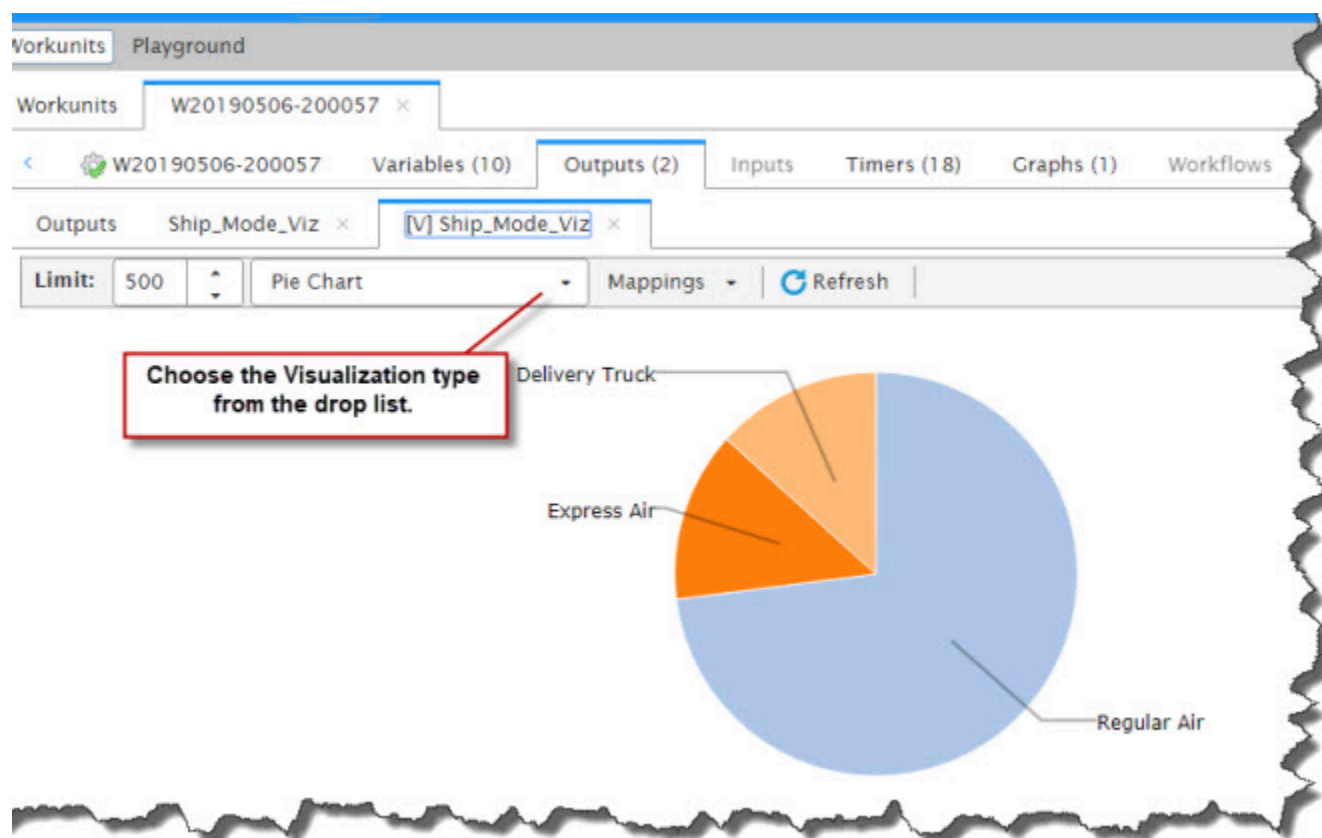 Workunits Playground
Workunits W20190506-200057 ×
< W20190506-200057 Variables (10) Outputs (2) Inputs Timers (18) Graphs (1) Workflows
Outputs Ship_Mode_Viz × [V] Ship_Mode_Viz ×
Limit: 500 Pie Chart Mappings Refresh
Choose the Visualization type
from the drop list.
Delivery Truck
Express Air
Regular Air